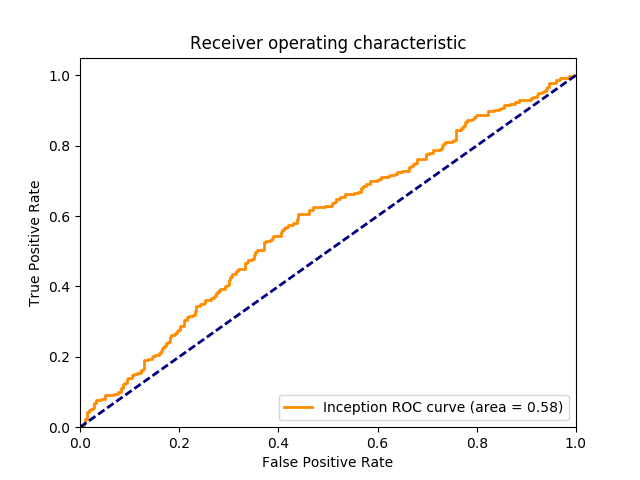 Receiver operating characteristic
1.0
0.8
0.6
0.4
0.2
0.0
True Positive Rate
Inception ROC curve (area = 0.58)
0.0 0.2 0.4 0.6 0.8 1.0
False Positive Rate